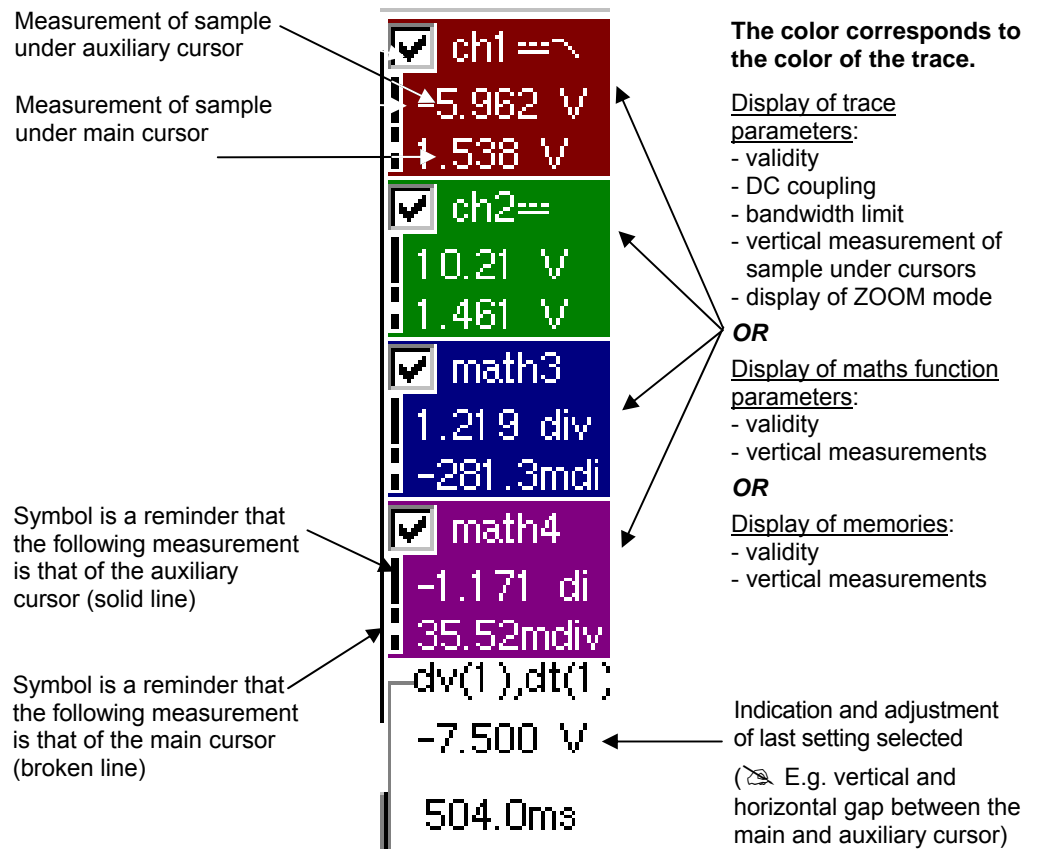 Measurement of sample
under auxiliary cursor
Measurement of sample
under main cursor
Symbol is a reminder that
the following measurement
is that of the auxiliary
cursor (solid line)
Symbol is a reminder that
the following measurement
is that of the main cursor
(broken line)
ch1
-5.962 V
1.538 V
ch2
10.21 V
1.461 V
math3
1.219 div
-281.3mdi
math4
-1.171 di
35.52mdiv
dv(1),dt(1)
-7.500 V
504.0ms
The color corresponds to
the color of the trace.
Display of trace
parameters:
- validity
- DC coupling
- bandwidth limit
- vertical measurement of
sample under cursors
- display of ZOOM mode
OR
Display of maths function
parameters:
- validity
- vertical measurements
OR
Display of memories:
- validity
- vertical measurements
Indication and adjustment
of last setting selected
(✎ E.g. vertical and
horizontal gap between the
main and auxiliary cursor)